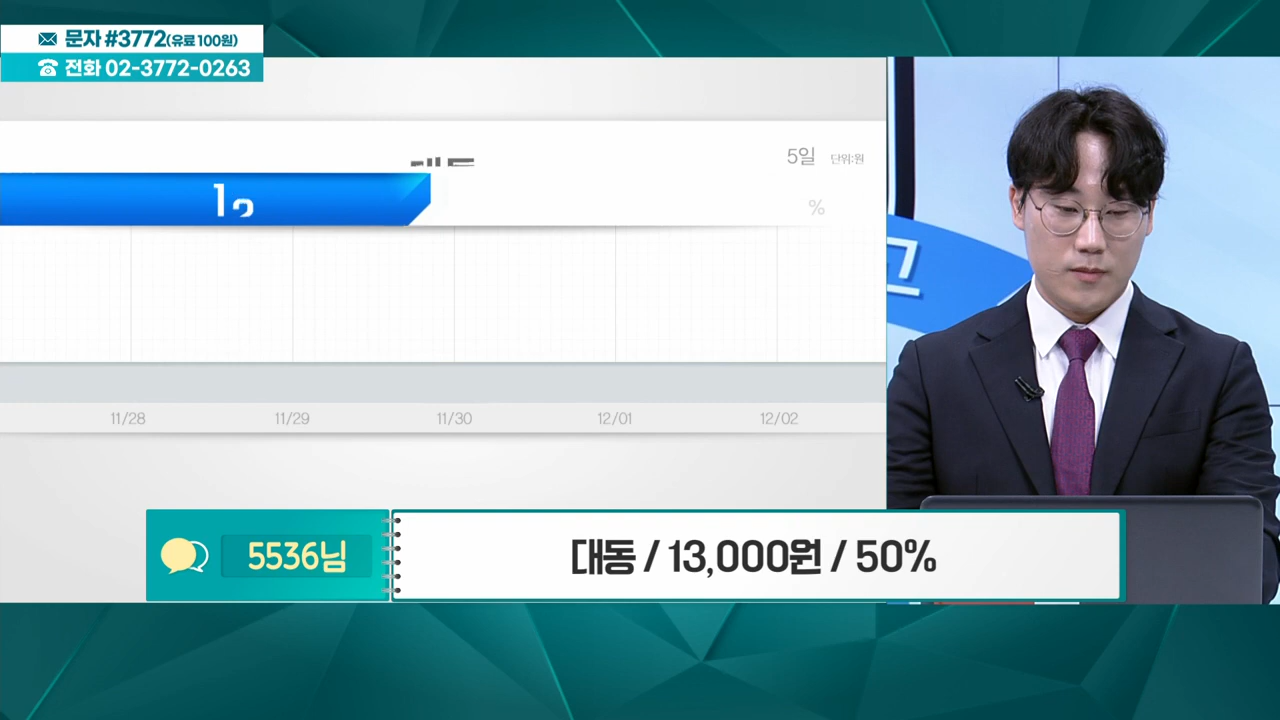 문자 #3772(유료 100원)
전화 02-3772-0263
5일 단위:원
%
11/28 11/29 11/30 12/01 12/02
고
5536님
대동 / 13,000원 / 50%